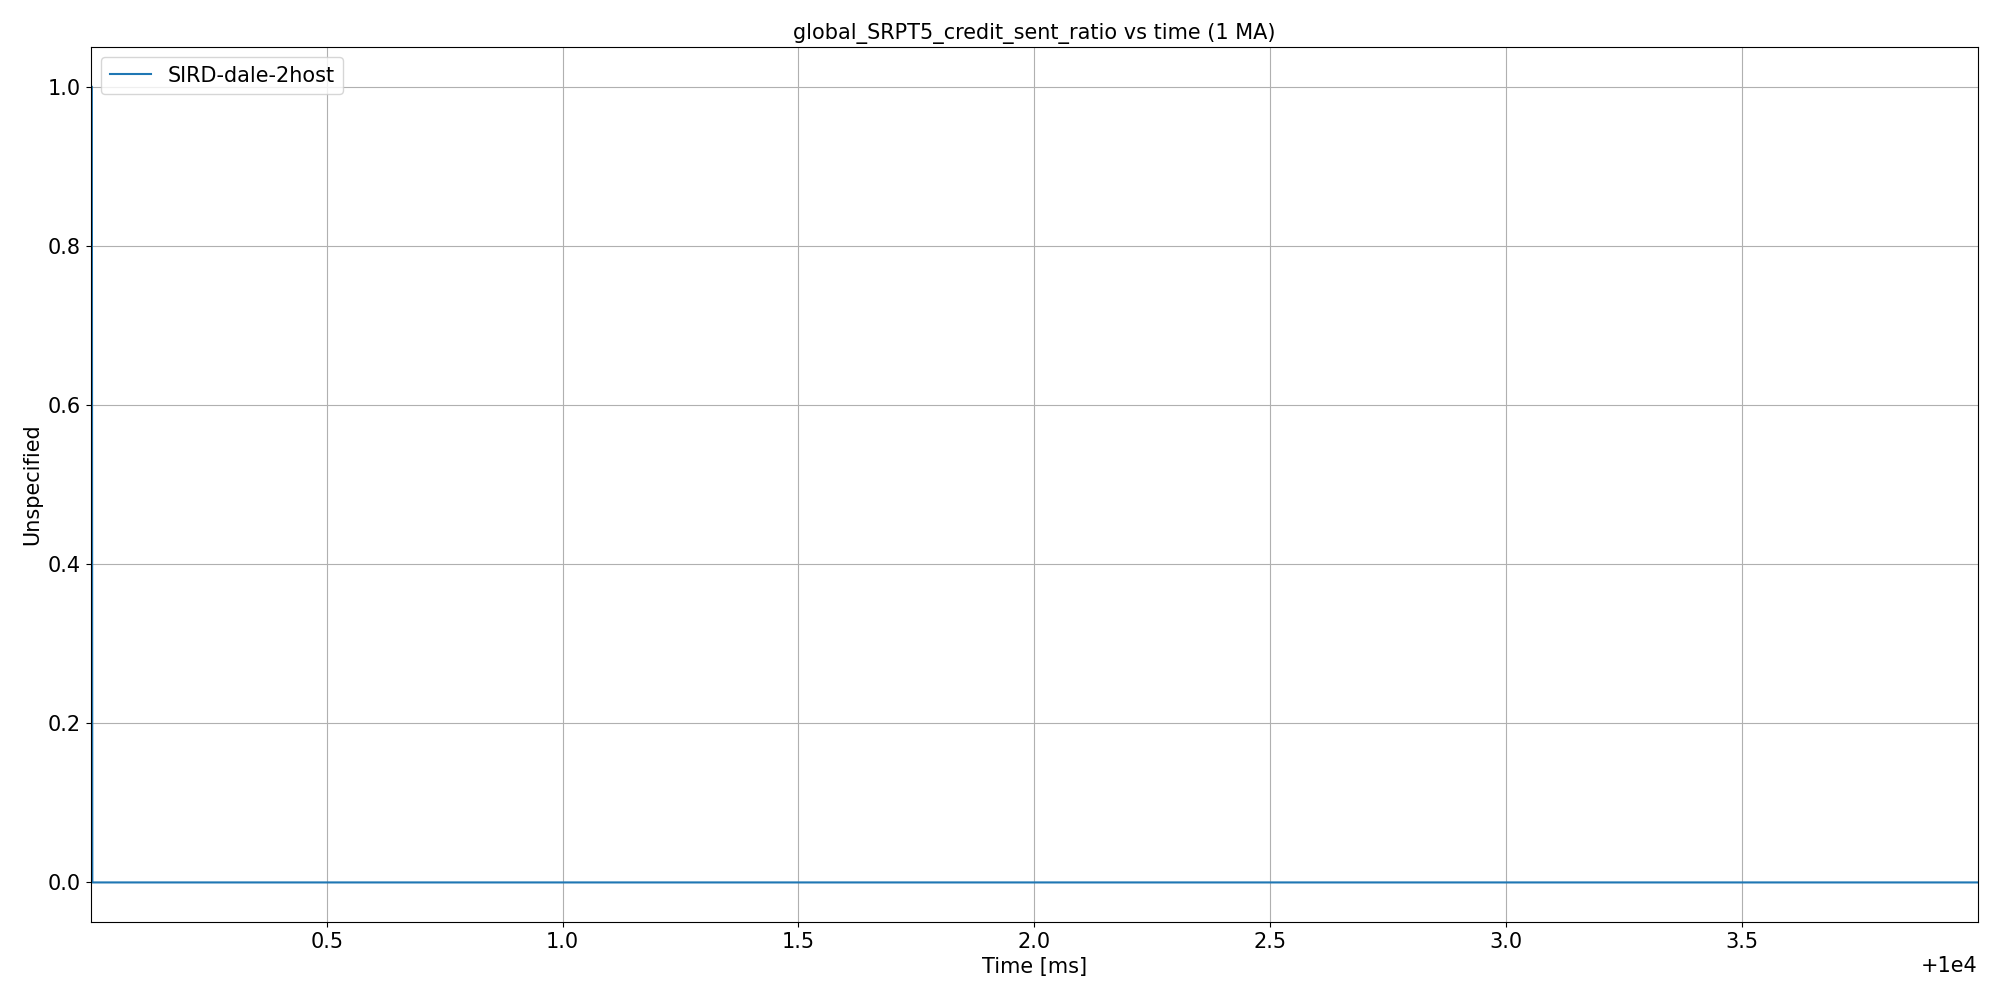 global_SRPT5_credit_sent_ratio vs time (1 MA)
SIRD-dale-2host
1.0
0.8
0.6
0.4
0.2
0.0
Unspecified
0.5 1.0 1.5 2.0 2.5 3.0 3.5
Time [ms]
+1e4